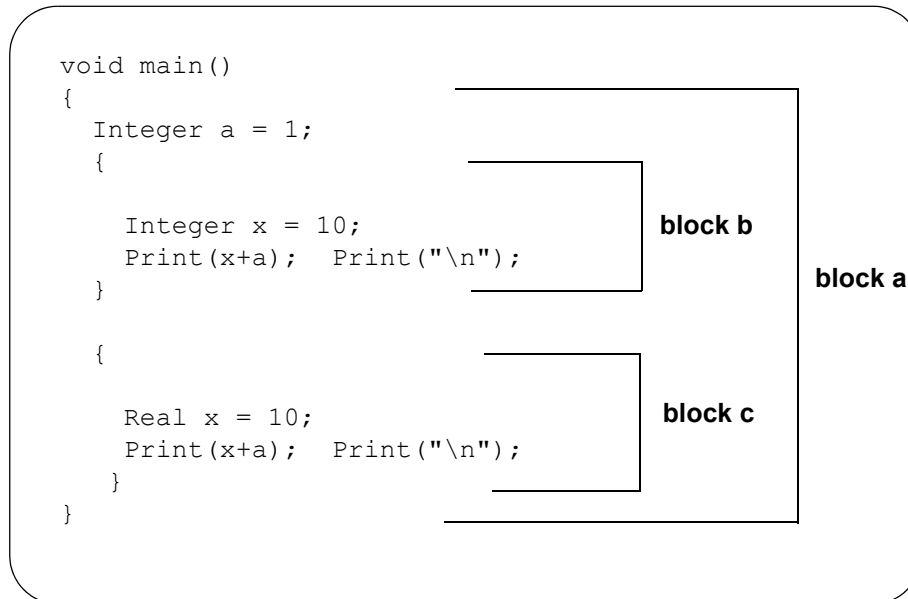 void main()
{
Integer a = 1;
{
Integer x = 10;
Print(x+a);  Print("\n");
}
{
Real x = 10;
Print(x+a);  Print("\n");
}
}
block b
block a
block c